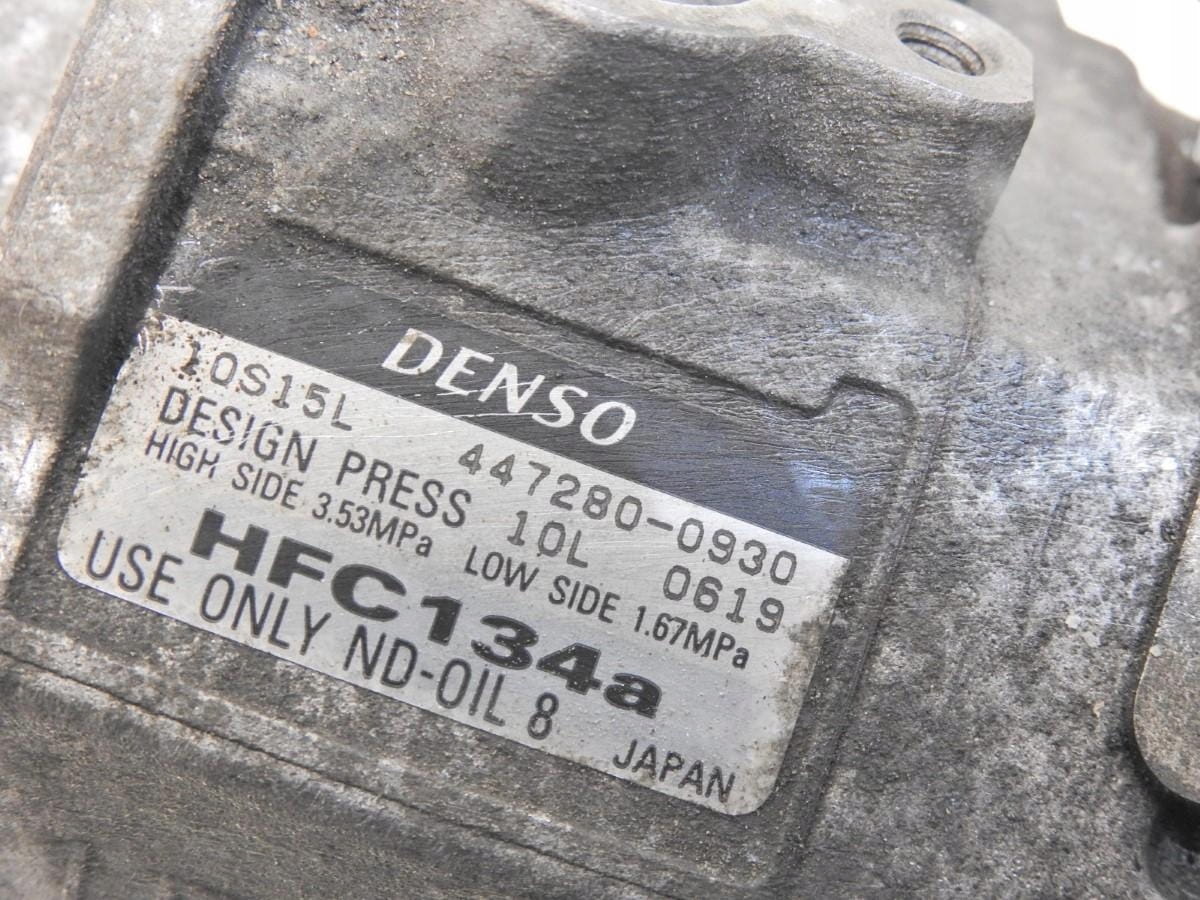 DENSO
10S15L 447280-0930
DESIGN PRESS 10L 0619
HIGH SIDE 3.53MPa LOW SIDE 1.67MPa
HFC134a
USE ONLY ND-OIL 8
JAPAN